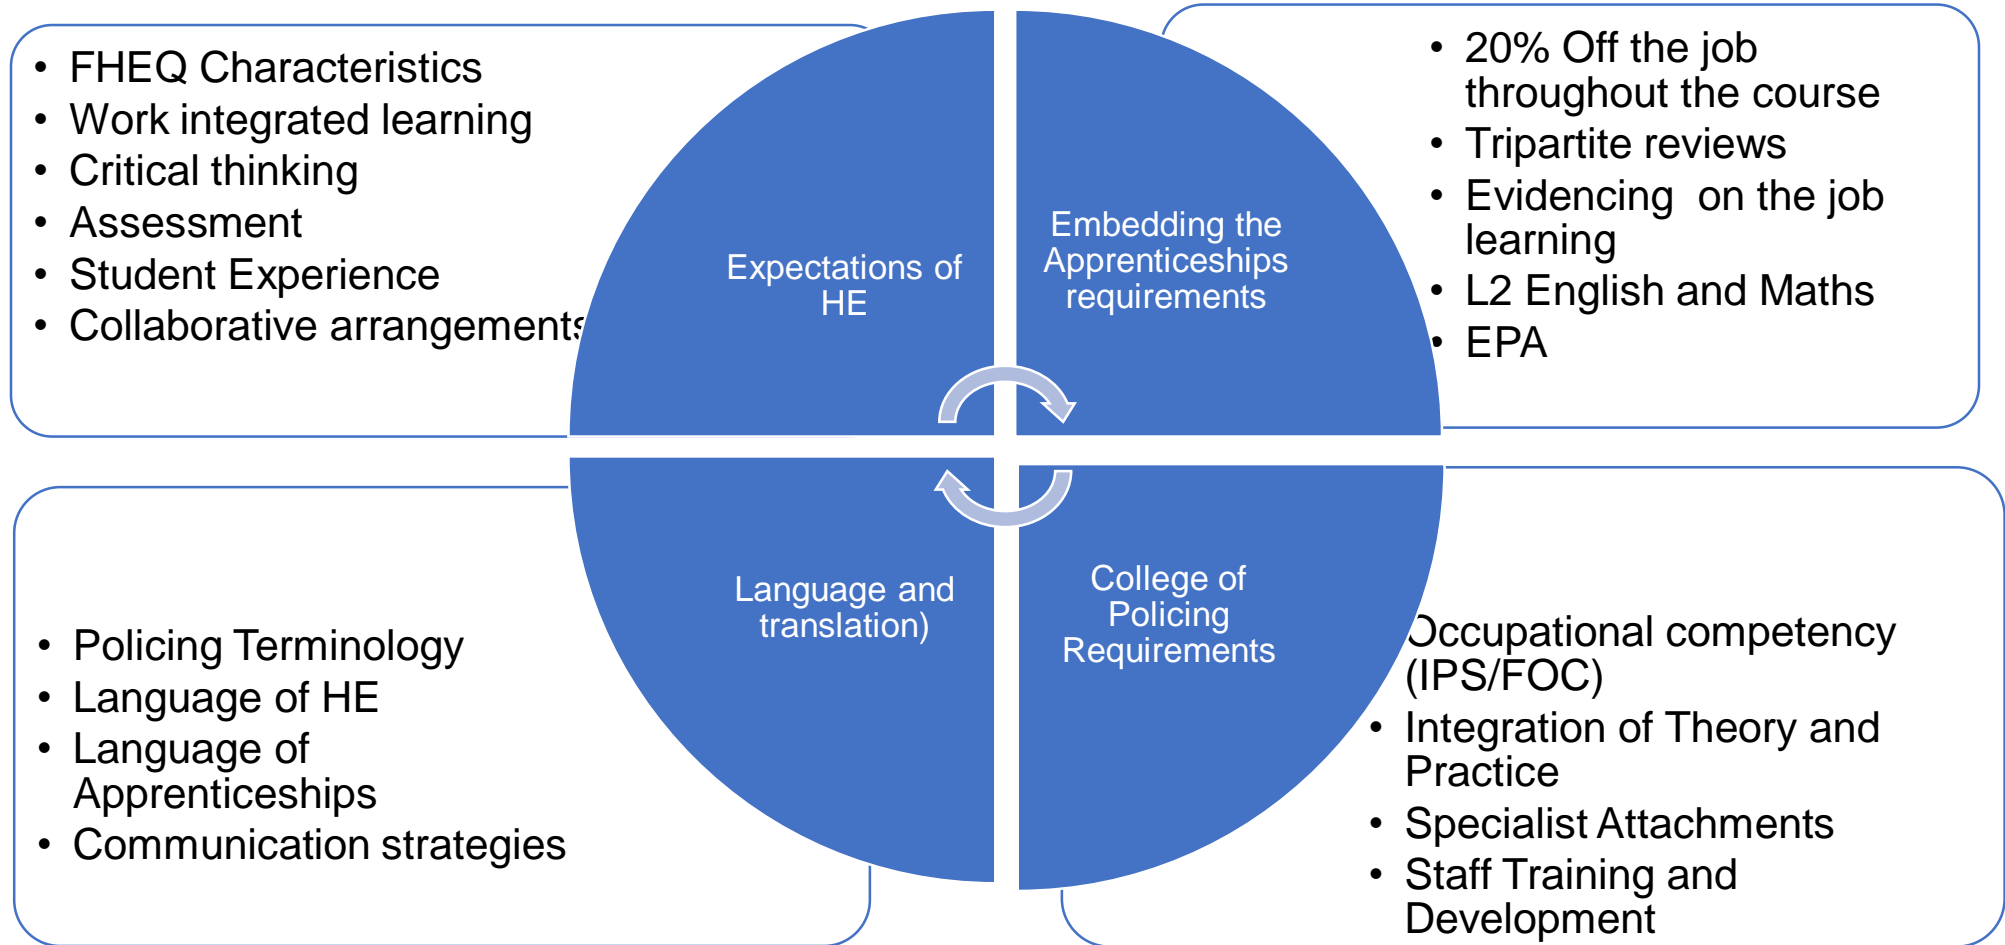 • FHEQ Characteristics
• Work integrated learning
• Critical thinking
• Assessment
• Student Experience
• Collaborative arrangements
Expectations of
HE
Embedding the
Apprenticeships
requirements
• 20% Off the job
throughout the course
• Tripartite reviews
• Evidencing on the job
learning
• L2 English and Maths
• EPA
Language and
translation)
• Policing Terminology
• Language of HE
• Language of
Apprenticeships
• Communication strategies
College of
Policing
Requirements
Occupational competency
(IPS/FOC)
• Integration of Theory and
Practice
• Specialist Attachments
• Staff Training and
Development